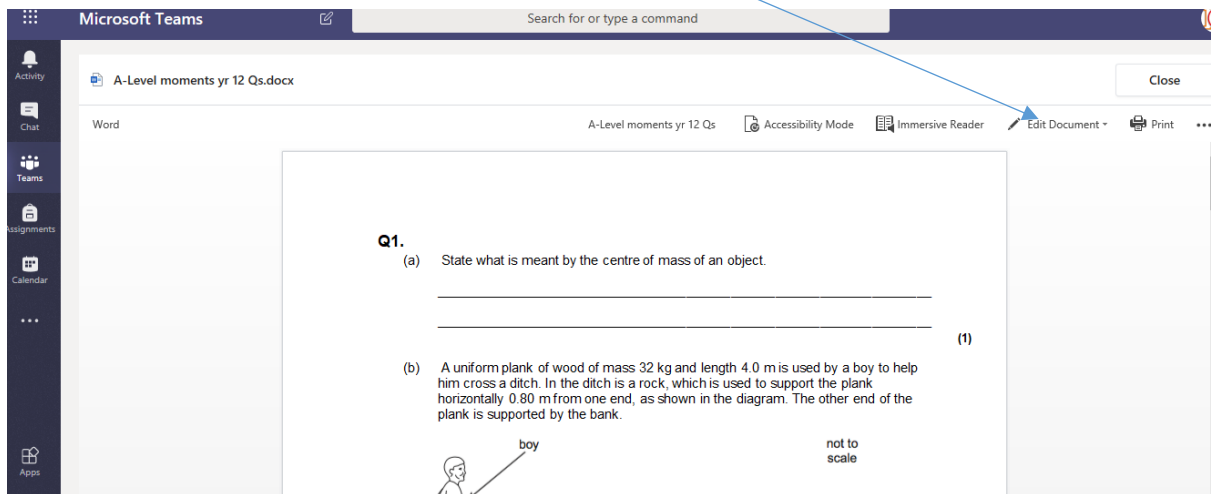 Microsoft Teams
Search for or type a command
Activity
A-Level moments yr 12 Qs.docx
Close
Chat
Word
A-Level moments yr 12 Qs
Accessibility Mode
Immersive Reader
Edit Document
Print
Teams
Assignments
Calendar
Apps
Q1.
(a) State what is meant by the centre of mass of an object.
(1)
(b) A uniform plank of wood of mass 32 kg and length 4.0 m is used by a boy to help
him cross a ditch. In the ditch is a rock, which is used to support the plank
horizontally 0.80 m from one end, as shown in the diagram. The other end of the
plank is supported by the bank.
boy
not to
scale